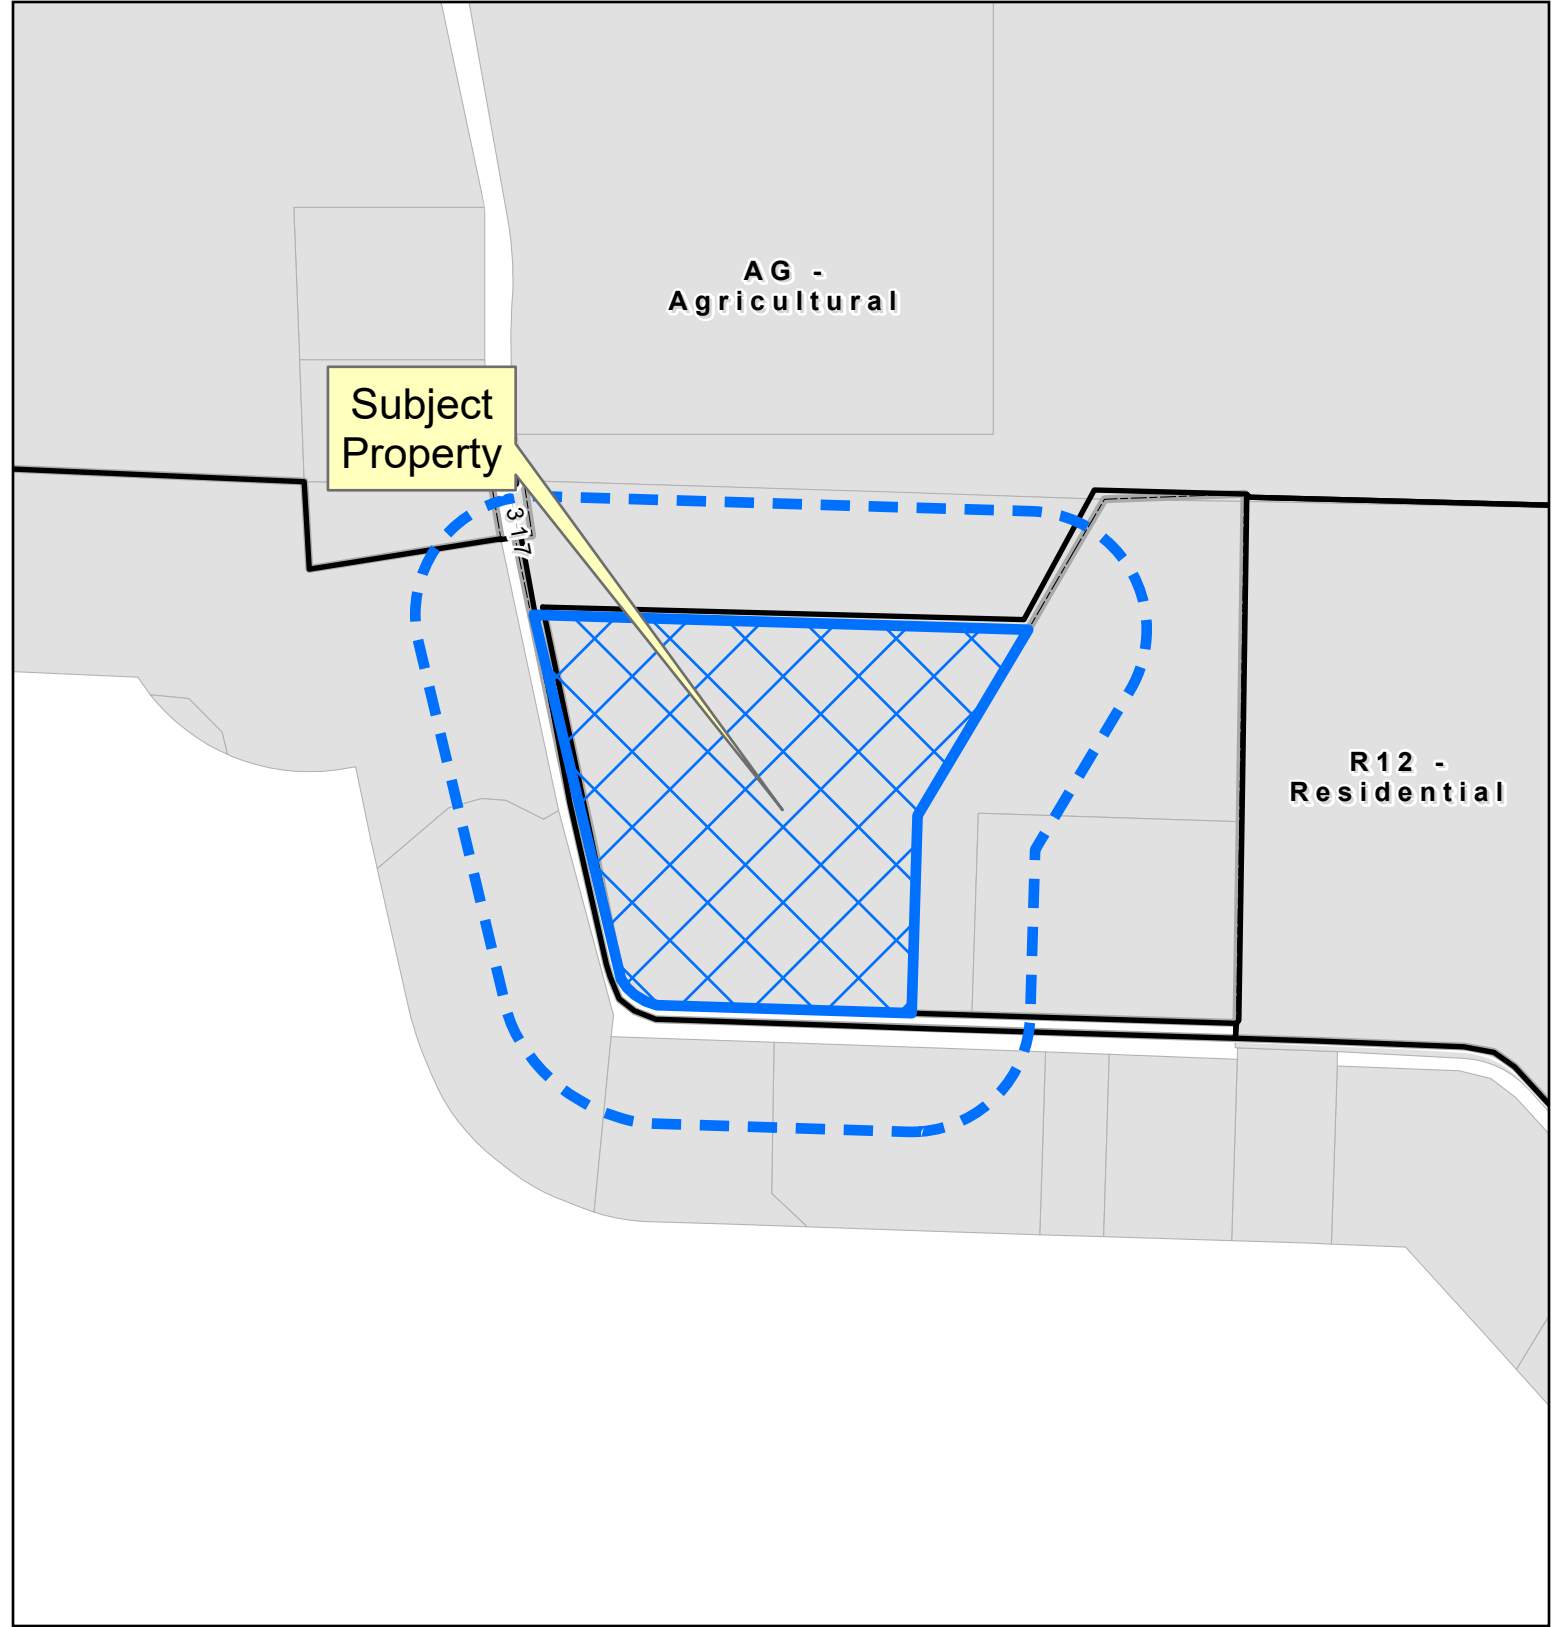 AG -
Agricultural
Subject
Property
317
R12 -
Residential